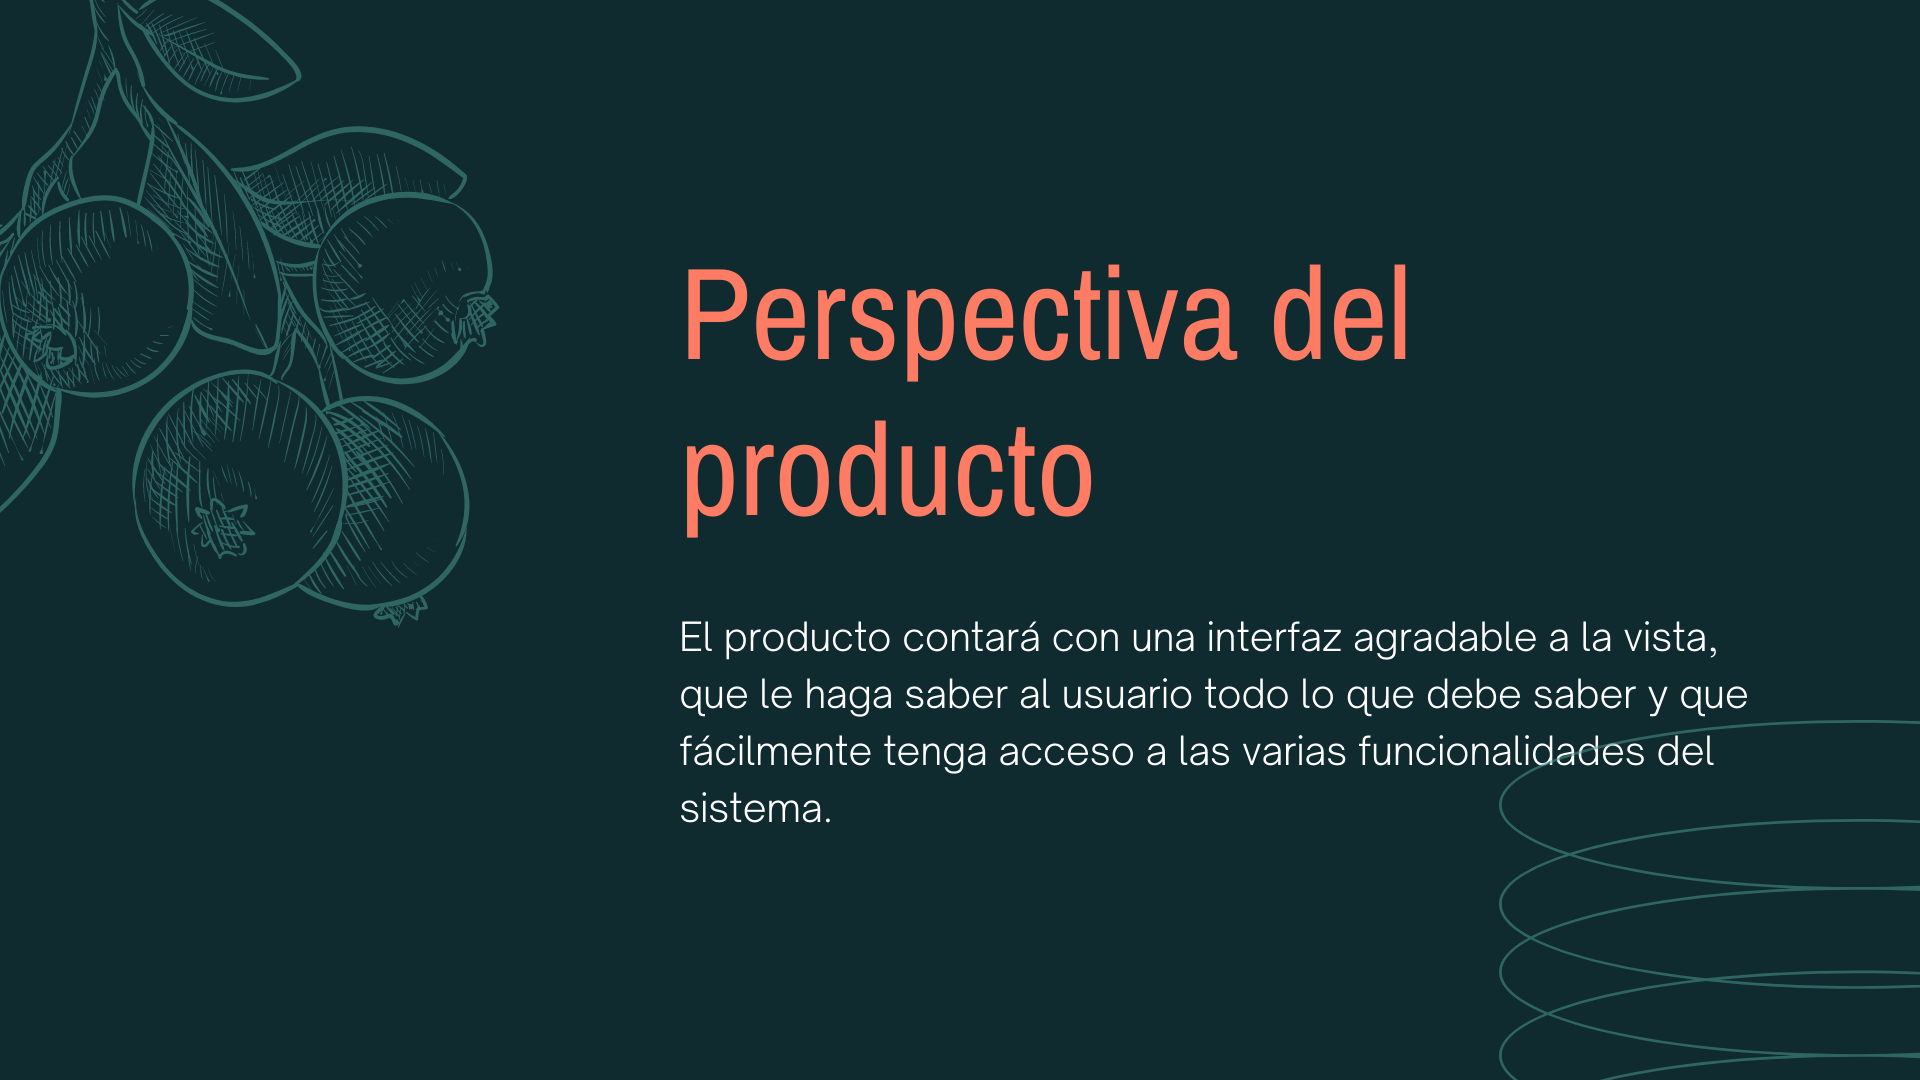 Perspectiva del
producto
El producto contará con una interfaz agradable a la vista,
que le haga saber al usuario todo lo que debe saber y que
fácilmente tenga acceso a las varias funcionalidades del
sistema.